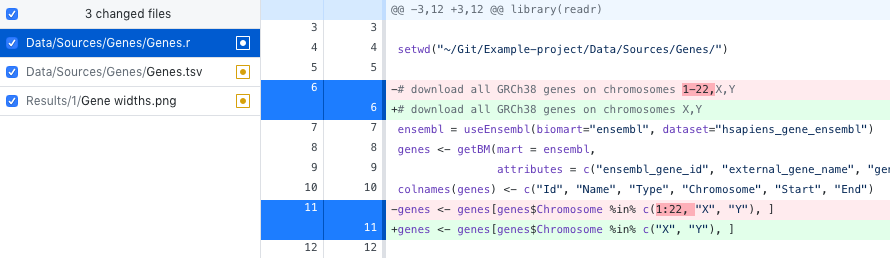 3 changed files
Data/Sources/Genes/Genes.r
Data/Sources/Genes/Genes.tsv
Results/1/Gene widths.png
@@ -3,12 +3,12 @@ library(readr)
3 3
4 4 setwd("~/Git/Example-project/Data/Sources/Genes/")
5 5
6 -# download all GRCh38 genes on chromosomes 1-22,X,Y
6 +# download all GRCh38 genes on chromosomes X,Y
7 7 ensembl = useEnsembl(biomart="ensembl", dataset="hsapiens_gene_ensembl")
8 8 genes <- getBM(mart = ensembl,
9 9 attributes = c("ensembl_gene_id", "external_gene_name", "gen
10 10 colnames(genes) <- c("Id", "Name", "Type", "Chromosome", "Start", "End")
11 -genes <- genes[genes$Chromosome %in% c(1:22, "X", "Y"), ]
11 +genes <- genes[genes$Chromosome %in% c("X", "Y"), ]
12 12